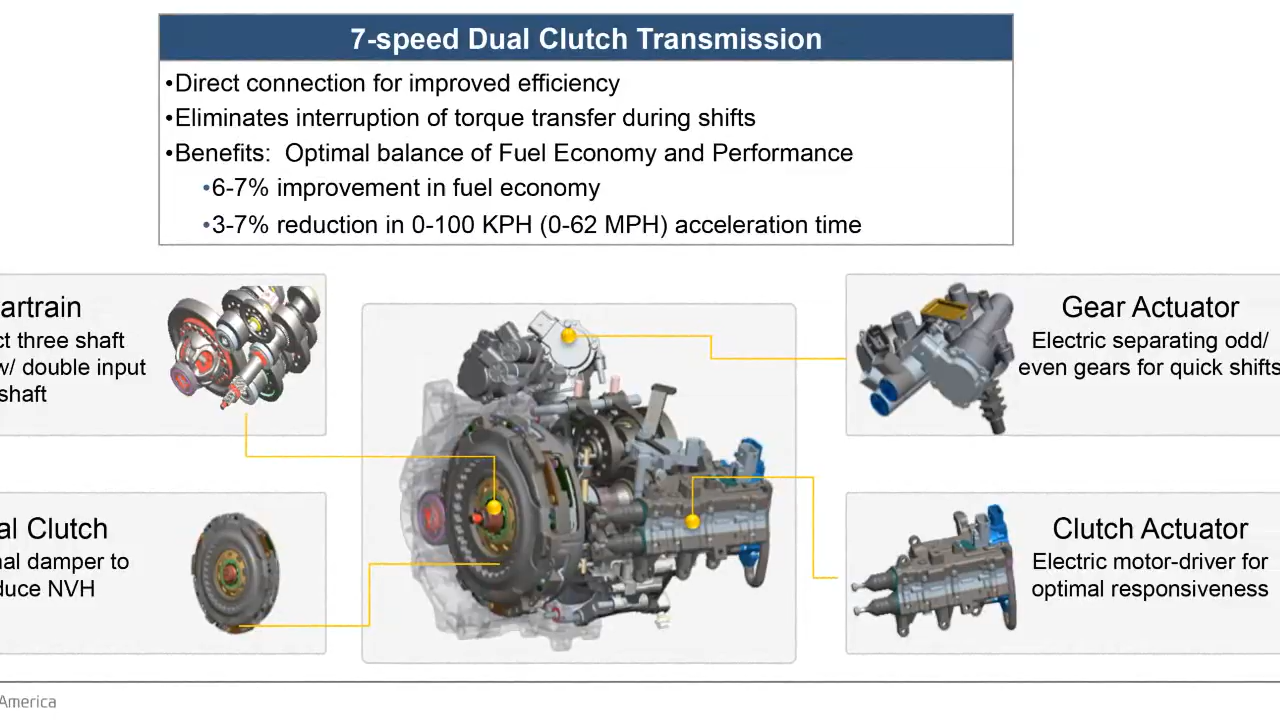 7-speed Dual Clutch Transmission
•Direct connection for improved efficiency
•Eliminates interruption of torque transfer during shifts
•Benefits:  Optimal balance of Fuel Economy and Performance
•6-7% improvement in fuel economy
•3-7% reduction in 0-100 KPH (0-62 MPH) acceleration time
artrain
ct three shaft
w/ double input
shaft
Gear Actuator
Electric separating odd/
even gears for quick shifts
al Clutch
nal damper to
duce NVH
Clutch Actuator
Electric motor-driver for
optimal responsiveness
America